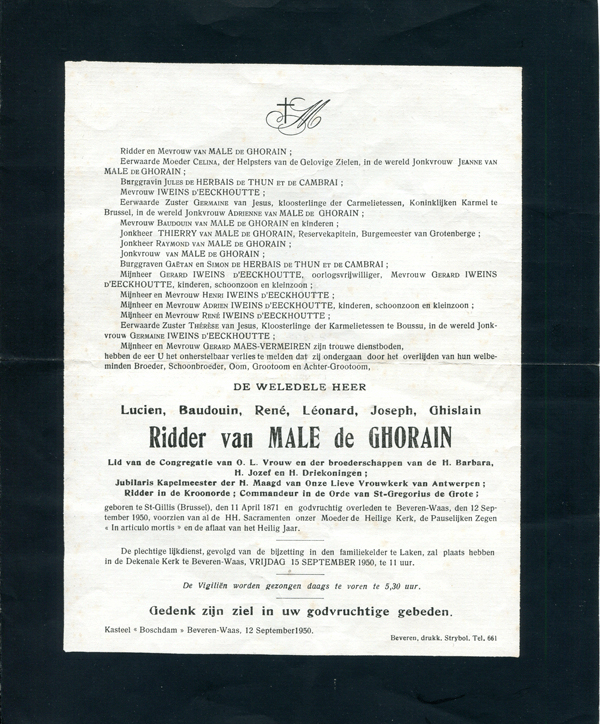 M
Ridder en Mevrouw VAN MALE DE GHORAIN ;
Eerwaarde Moeder CELINA, der Helpsters van de Gelovige Zielen, in de wereld Jonkvrouw JEANNE VAN
MALE DE GHORAIN ;
Burggravin JULES DE HERBAIS DE THUN ET DE CAMBRAI ;
Mevrouw IWEINS D'EECKHOUTTE ;
Eerwaarde Zuster GERMAINE van Jesus, kloosterlinge der Carmelietessen, Koninklijken Karmel te
Brussel, in de wereld Jonkvrouw ADRIENNE VAN MALE DE GHORAIN ;
Mevrouw BAUDOUIN VAN MALE DE GHORAIN en kinderen ;
Jonkheer THIERRY VAN MALE DE GHORAIN, Reservekapitein, Burgemeester van Grotenberge ;
Jonkheer RAYMOND VAN MALE DE GHORAIN ;
Jonkvrouw VAN MALE DE GHORAIN ;
Burggraven GAËTAN en SIMON DE HERBAIS DE THUN ET DE CAMBRAI ;
Mijnheer GERARD IWEINS D'EECKHOUTTE, oorlogsvrijwilliger, Mevrouw GERARD IWEINS
D'EECKHOUTTE, kinderen, schoonzoon en kleinzoon ;
Mijnheer en Mevrouw HENRI IWEINS D'EECKHOUTTE ;
Mijnheer en Mevrouw ADRIEN IWEINS D'EECKHOUTTE, kinderen, schoonzoon en kleinzoon ;
Mijnheer en Mevrouw RENÉ IWEINS D'EECKHOUTTE ;
Eerwaarde Zuster THÉRÈSE van Jesus, Kloosterlinge der Karmelietessen te Boussu, in de wereld Jonk-
vrouw GERMAINE IWEINS D'EECKHOUTTE ;
Mijnheer en Mevrouw GERARD MAES-VERMEIREN zijn trouwe dienstboden,
hebben de eer U het onherstelbaar verlies te melden dat zij ondergaan door het overlijden van hun welbe-
minden Broeder, Schoonbroeder, Oom, Grootoom en Achter-Grootoom,
DE WELEDELE HEER
Lucien, Baudouin, René, Léonard, Joseph, Ghislain
Ridder van MALE de GHORAIN
Lid van de Congregatie van O. L. Vrouw en der broederschappen van de H. Barbara,
H. Jozef en H. Driekoningen ;
Jubilaris Kapelmeester der H. Maagd van Onze Lieve Vrouwkerk van Antwerpen ;
Ridder in de Kroonorde ; Commandeur in de Orde van St-Gregorius de Grote ;
geboren te St-Gillis (Brussel), den 11 April 1871 en godvruchtig overleden te Beveren-Waas, den 12 Sep-
tember 1950, voorzien van al de HH. Sacramenten onzer Moeder de Heilige Kerk, de Pauselijken Zegen
« In articulo mortis » en de aflaat van het Heilig Jaar.
De plechtige lijkdienst, gevolgd van de bijzetting in den familiekelder te Laken, zal plaats hebben
in de Dekenale Kerk te Beveren-Waas, VRIJDAG 15 SEPTEMBER 1950, te 11 uur.
De Vigiliën worden gezongen daags te voren te 5,30 uur.
Gedenk zijn ziel in uw godvruchtige gebeden.
Kasteel « Boschdam » Beveren-Waas, 12 September 1950.
Beveren, drukk. Strybol. Tel. 661